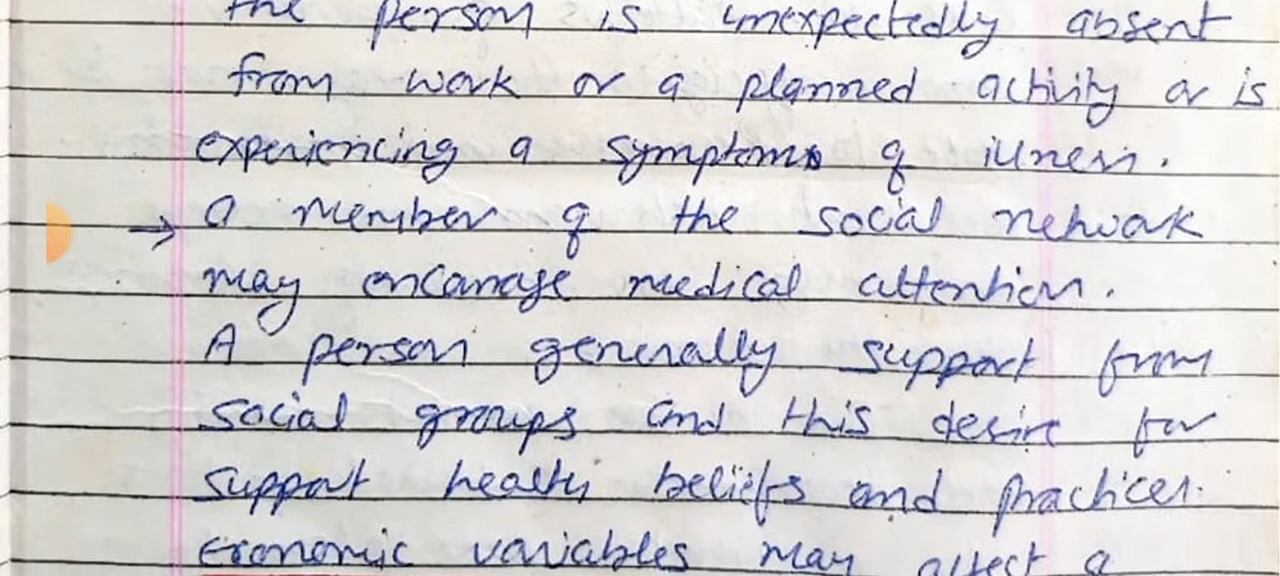 the person is unexpectedly absent
from work or a planned activity or is
experiencing a symptoms of illness.
→ a member of the social network
may encourage medical attention.
A person generally support from
social groups and this desire for
support health beliefs and practices.
Economic variables may affect a